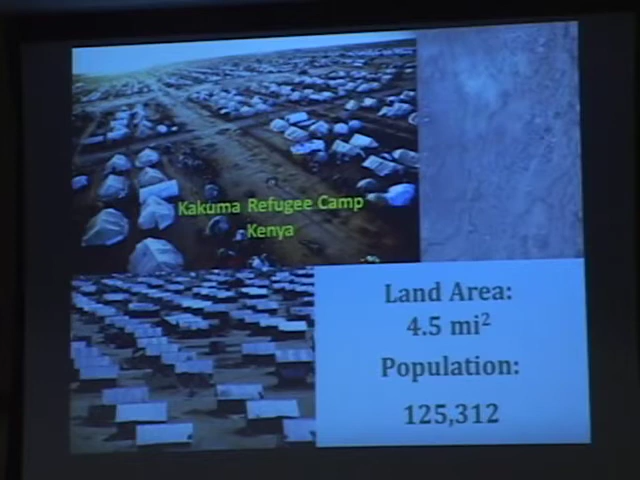 Kakuma Refugee Camp
Kenya
Land Area:
4.5 mi²
Population:
125,312